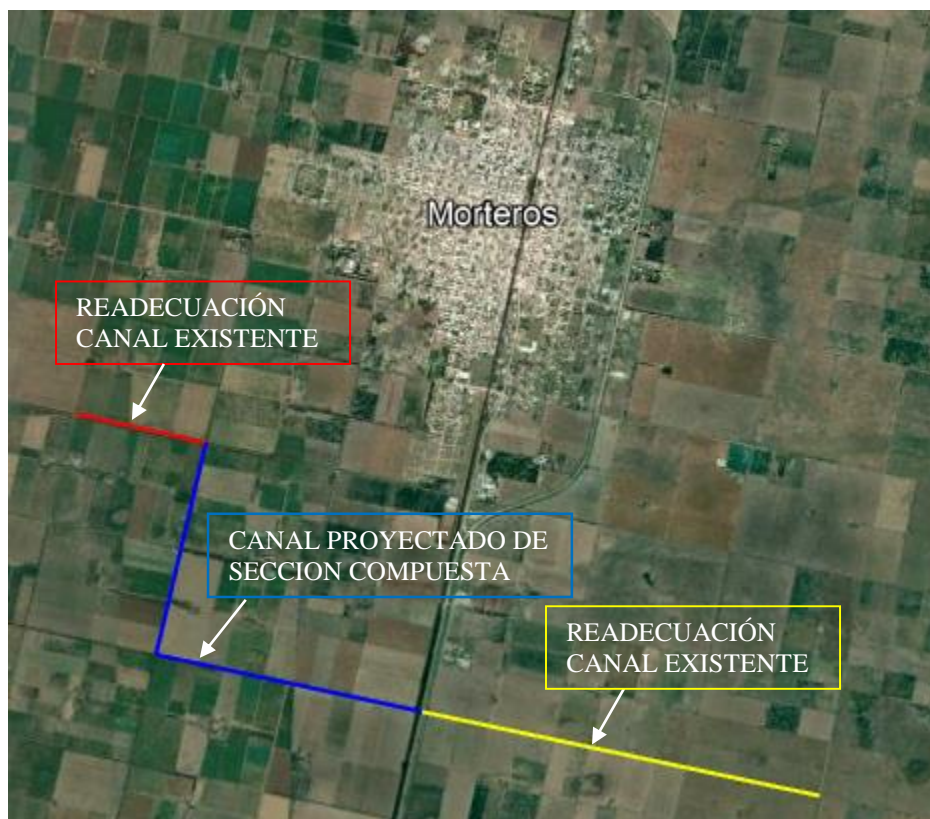 Morteros
READECUACIÓN
CANAL EXISTENTE
CANAL PROYECTADO DE
SECCION COMPUESTA
READECUACIÓN
CANAL EXISTENTE